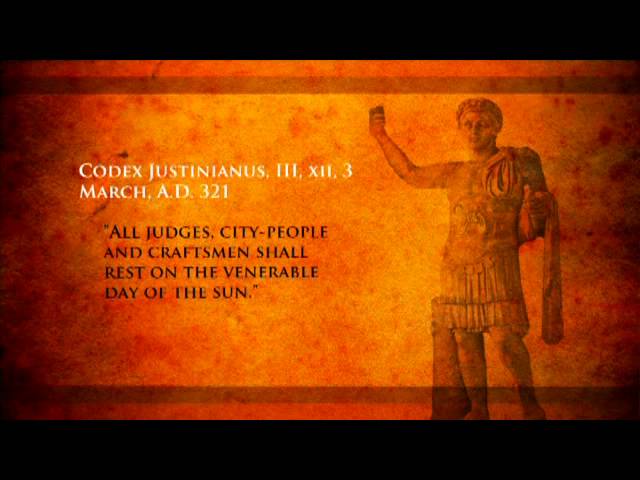 Codex Justinianus, III, xii, 3
March, A.D. 321
"All judges, city-people
and craftsmen shall
rest on the venerable
day of the sun."